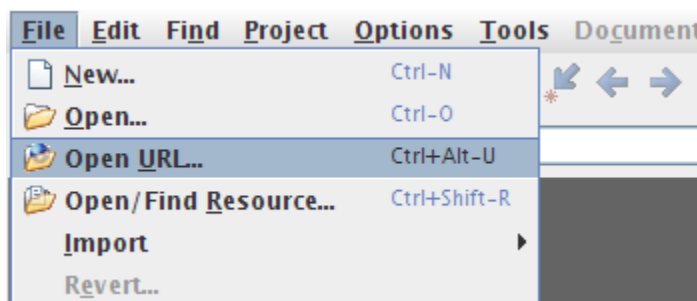 File Edit Find Project Options Tools Document
New... Ctrl-N
Open... Ctrl-O
Open URL... Ctrl+Alt-U
Open/Find Resource... Ctrl+Shift-R
Import
Revert...